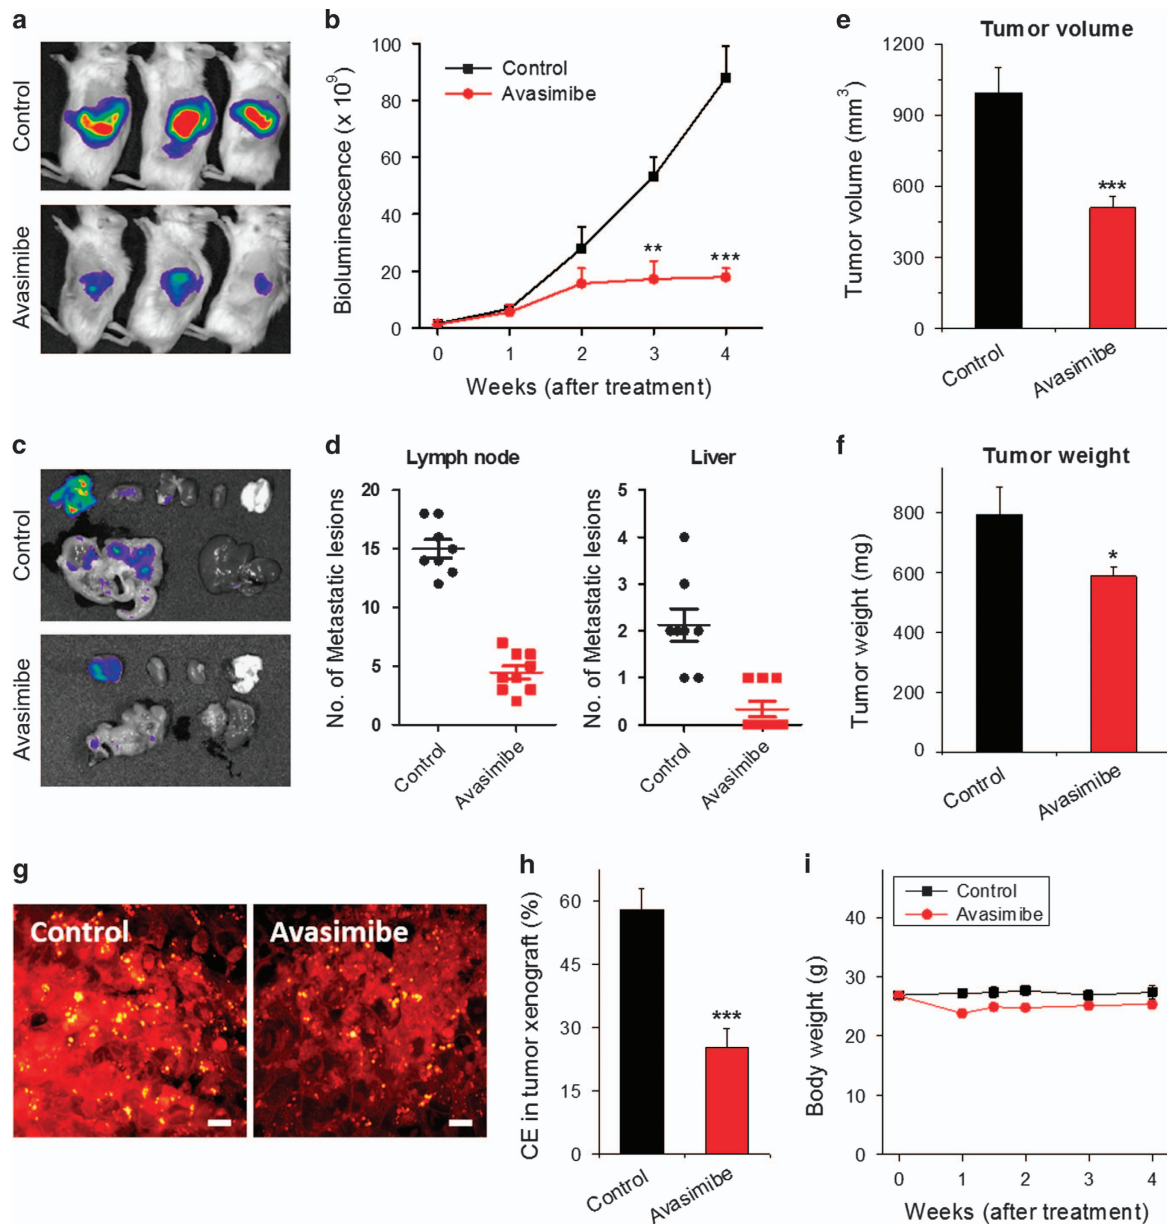 a
Control
Avasimibe
b
100
80
60
40
20
0
Bioluminescence (x 10⁹)
Control
Avasimibe
**
***
0 1 2 3 4
Weeks (after treatment)
e
Tumor volume
1200
900
600
300
0
Tumor volume (mm³)
***
Control
Avasimibe
c
Control
Avasimibe
d
Lymph node
20
15
10
5
0
No. of Metastatic lesions
Control
Avasimibe
Liver
5
4
3
2
1
0
No. of Metastatic lesions
Control
Avasimibe
f
Tumor weight
800
600
400
200
0
Tumor weight (mg)
*
Control
Avasimibe
g
Control
Avasimibe
h
60
45
30
15
0
CE in tumor xenograft (%)
***
Control
Avasimibe
i
Control
Avasimibe
40
30
20
10
0
Body weight (g)
0 1 2 3 4
Weeks (after treatment)